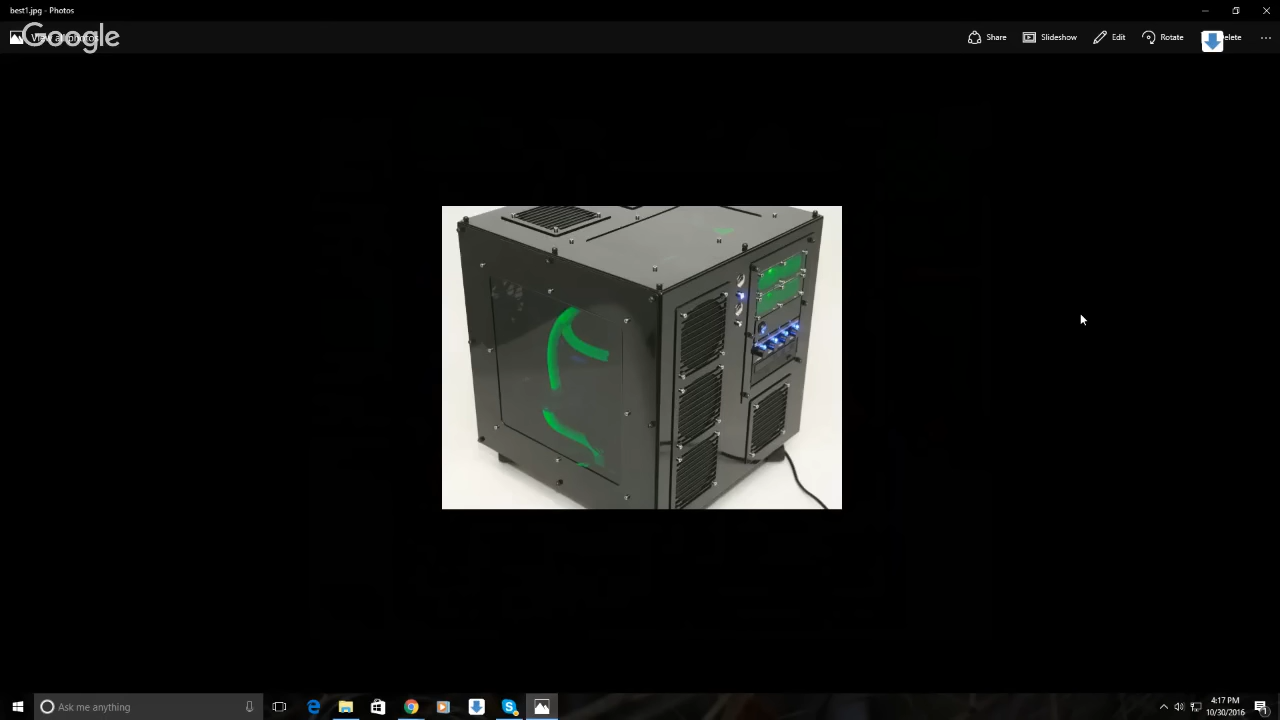 best1.jpg - Photos
Google
Share
Slideshow
Edit
Rotate
Ask me anything
4:17 PM
10/30/2016